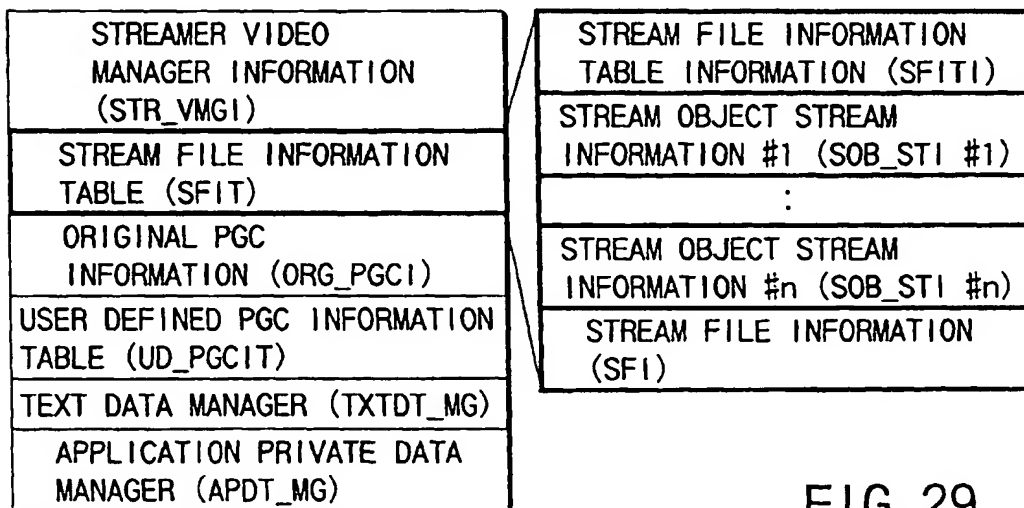 STREAMER VIDEO
MANAGER INFORMATION
(STR_VMGI)
STREAM FILE INFORMATION
TABLE (SFIT)
ORIGINAL PGC
INFORMATION (ORG_PGCI)
USER DEFINED PGC INFORMATION
TABLE (UD_PGCIT)
TEXT DATA MANAGER (TXTDT_MG)
APPLICATION PRIVATE DATA
MANAGER (APDT_MG)
STREAM FILE INFORMATION
TABLE INFORMATION (SFITI)
STREAM OBJECT STREAM
INFORMATION #1 (SOB_STI #1)
:
STREAM OBJECT STREAM
INFORMATION #n (SOB_STI #n)
STREAM FILE INFORMATION
(SFI)
FIG. 29